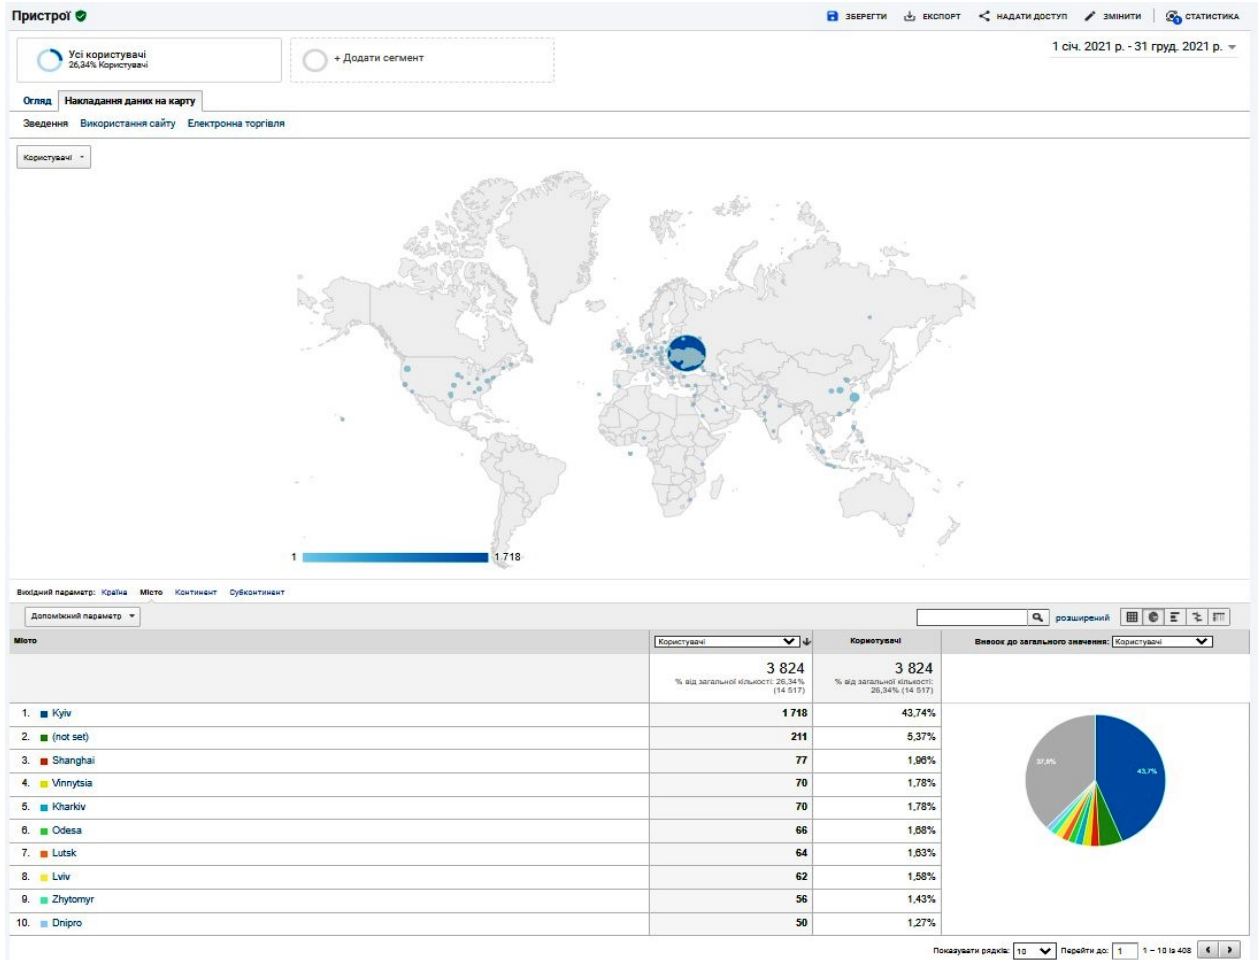 Пристрої
ЗБЕРЕГТИ ЕКСПОРТ НАДАТИ ДОСТУП ЗМІНИТИ СТАТИСТИКА
1 січ. 2021 р. - 31 груд. 2021 р.
Усі користувачі
26,34% Користувачі
+ Додати сегмент
Огляд Накладання даних на карту
Зведення Використання сайту Електронна торгівля
Користувачі
1 1 718
Вихідний параметр: Країна Місто Континент Субконтинент
Допоміжний параметр
розширений
Місто Користувачі Користувачі Внесок до загального значення: Користувачі
3 824 3 824
% від загальної кількості: 26,34% (14 517) % від загальної кількості: 26,34% (14 517)
1. Kyiv 1 718 43,74%
2. (not set) 211 5,37%
3. Shanghai 77 1,96%
4. Vinnytsia 70 1,78%
5. Kharkiv 70 1,78%
6. Odesa 66 1,68%
7. Lutsk 64 1,63%
8. Lviv 62 1,58%
9. Zhytomyr 56 1,43%
10. Dnipro 50 1,27%
37,8%
43,7%
Показувати рядків: 10 Перейти до: 1 1 – 10 із 408